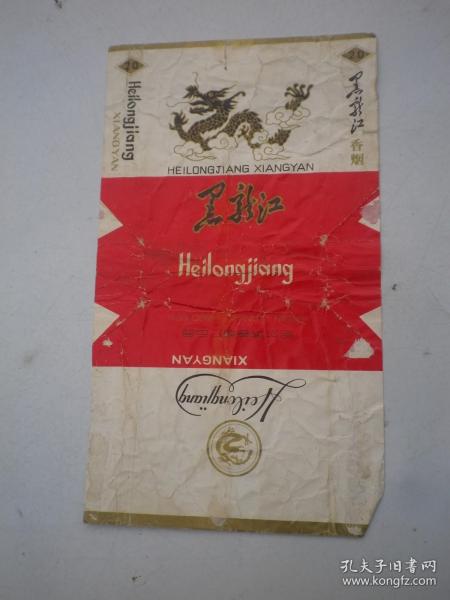 20
20
Heilongjiang
XIANGYAN
黑龙江
香烟
HEILONGJIANG XIANGYAN
黑龙江
Heilongjiang
XIANGYAN
Heilongjiang
孔夫子旧书网
www.kongfz.com